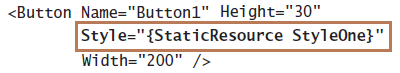 <Button Name="Button1" Height="30"
Style="{StaticResource StyleOne}"
Width="200" />